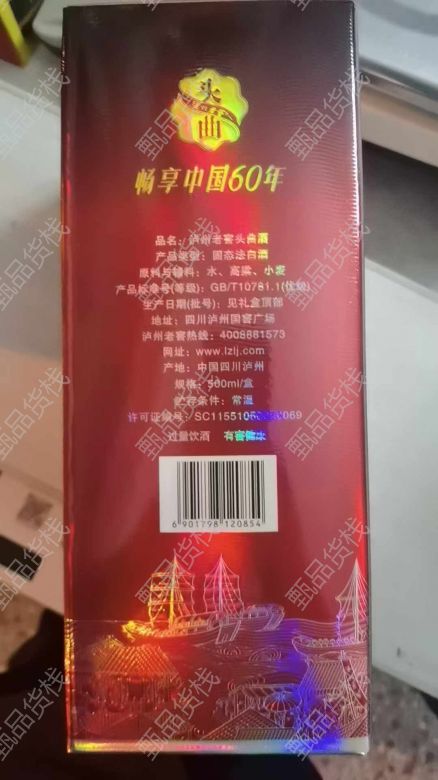 头
曲
畅享中国60年
品名：泸州老窖头曲酒
产品类型：固态法白酒
原料与辅料：水、高粱、小麦
产品标准号(等级)：GB/T10781.1(优级)
生产日期(批号)：见礼盒顶部
地址：四川泸州国窖广场
泸州老窖热线：4008881573
网址：www.lzlj.com
产地：中国四川泸州
规格：500ml/盒
贮存条件：常温
许可证编号：
过量饮酒 有害健康
6 901798 120854
甄品货栈